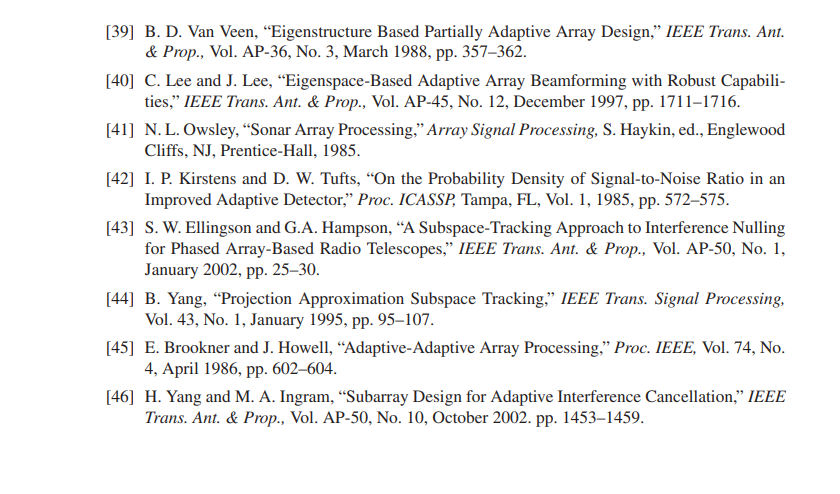 [39] B. D. Van Veen, “Eigenstructure Based Partially Adaptive Array Design,” IEEE Trans. Ant.
& Prop., Vol. AP-36, No. 3, March 1988, pp. 357–362.
[40] C. Lee and J. Lee, “Eigenspace-Based Adaptive Array Beamforming with Robust Capabili-
ties,” IEEE Trans. Ant. & Prop., Vol. AP-45, No. 12, December 1997, pp. 1711–1716.
[41] N. L. Owsley, “Sonar Array Processing,” Array Signal Processing, S. Haykin, ed., Englewood
Cliffs, NJ, Prentice-Hall, 1985.
[42] I. P. Kirstens and D. W. Tufts, “On the Probability Density of Signal-to-Noise Ratio in an
Improved Adaptive Detector,” Proc. ICASSP, Tampa, FL, Vol. 1, 1985, pp. 572–575.
[43] S. W. Ellingson and G.A. Hampson, “A Subspace-Tracking Approach to Interference Nulling
for Phased Array-Based Radio Telescopes,” IEEE Trans. Ant. & Prop., Vol. AP-50, No. 1,
January 2002, pp. 25–30.
[44] B. Yang, “Projection Approximation Subspace Tracking,” IEEE Trans. Signal Processing,
Vol. 43, No. 1, January 1995, pp. 95–107.
[45] E. Brookner and J. Howell, “Adaptive-Adaptive Array Processing,” Proc. IEEE, Vol. 74, No.
4, April 1986, pp. 602–604.
[46] H. Yang and M. A. Ingram, “Subarray Design for Adaptive Interference Cancellation,” IEEE
Trans. Ant. & Prop., Vol. AP-50, No. 10, October 2002. pp. 1453–1459.